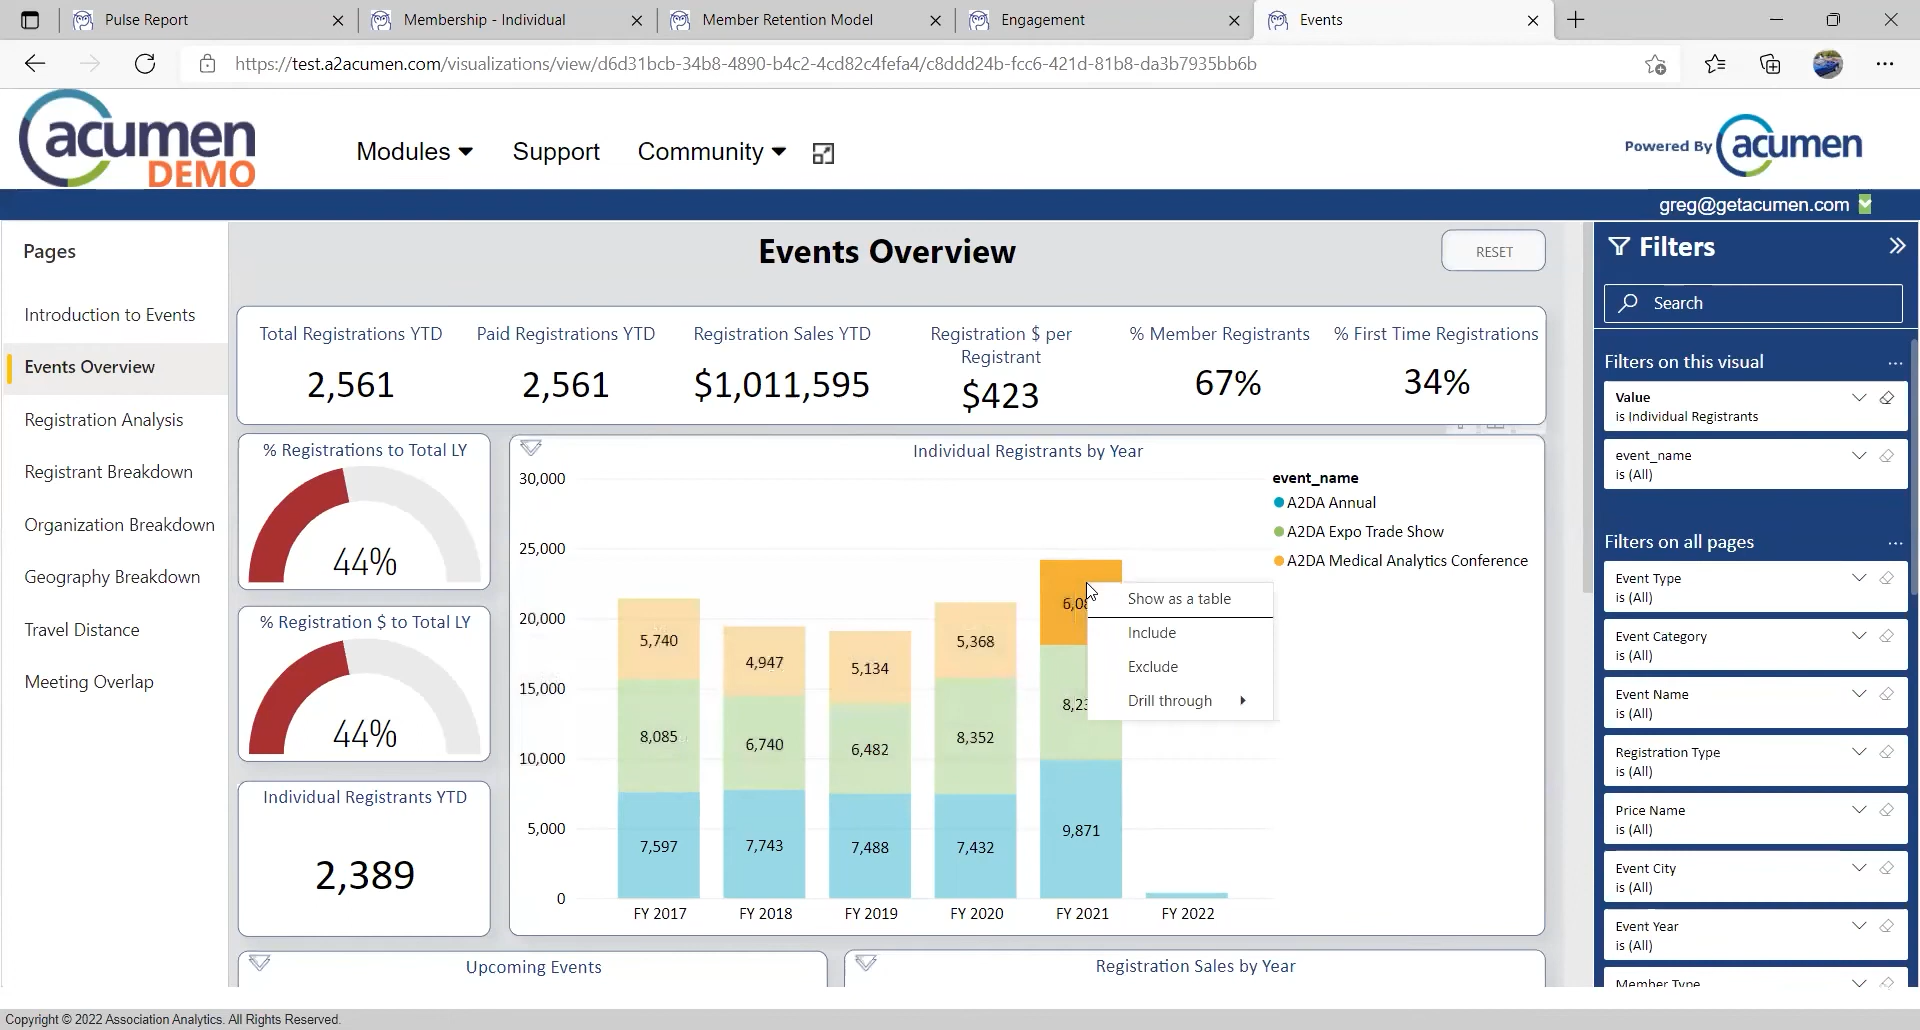 Pulse Report
Membership - Individual
Member Retention Model
Engagement
Events
https://test.a2acumen.com/visualizations/view/d6d31bcb-34b8-4890-b4c2-4cd82c4fefa4/c8ddd24b-fcc6-421d-81b8-da3b7935bb6b
acumen
DEMO
Modules
Support
Community
Powered By acumen
greg@getacumen.com
Pages
Introduction to Events
Events Overview
Registration Analysis
Registrant Breakdown
Organization Breakdown
Geography Breakdown
Travel Distance
Meeting Overlap
Events Overview
RESET
Total Registrations YTD
2,561
Paid Registrations YTD
2,561
Registration Sales YTD
$1,011,595
Registration $ per
Registrant
$423
% Member Registrants
67%
% First Time Registrations
34%
% Registrations to Total LY
44%
% Registration $ to Total LY
44%
Individual Registrants YTD
2,389
Individual Registrants by Year
30,000
25,000
20,000
15,000
10,000
5,000
0
5,740
8,085
7,597
4,947
6,740
7,743
5,134
6,482
7,488
5,368
8,352
7,432
9,871
FY 2017
FY 2018
FY 2019
FY 2020
FY 2021
FY 2022
event_name
A2DA Annual
A2DA Expo Trade Show
A2DA Medical Analytics Conference
Show as a table
Include
Exclude
Drill through
Upcoming Events
Registration Sales by Year
Filters
Search
Filters on this visual
Value
is Individual Registrants
event_name
is (All)
Filters on all pages
Event Type
is (All)
Event Category
is (All)
Event Name
is (All)
Registration Type
is (All)
Price Name
is (All)
Event City
is (All)
Event Year
is (All)
Member Type
Copyright © 2022 Association Analytics. All Rights Reserved.